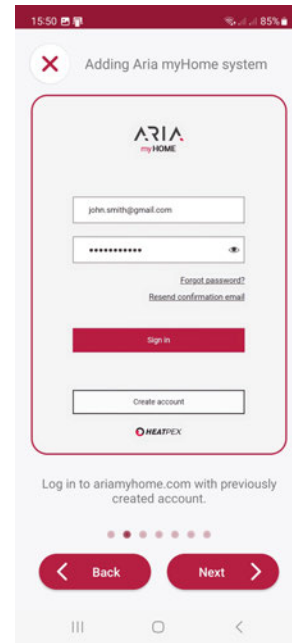 15:50 85%
Adding Aria myHome system
ARIA
myHOME
john.smith@gmail.com
•••••••••••
Forgot password?
Resend confirmation email
Sign in
Create account
HEATPEX
Log in to ariamyhome.com with previously
created account.
Back Next